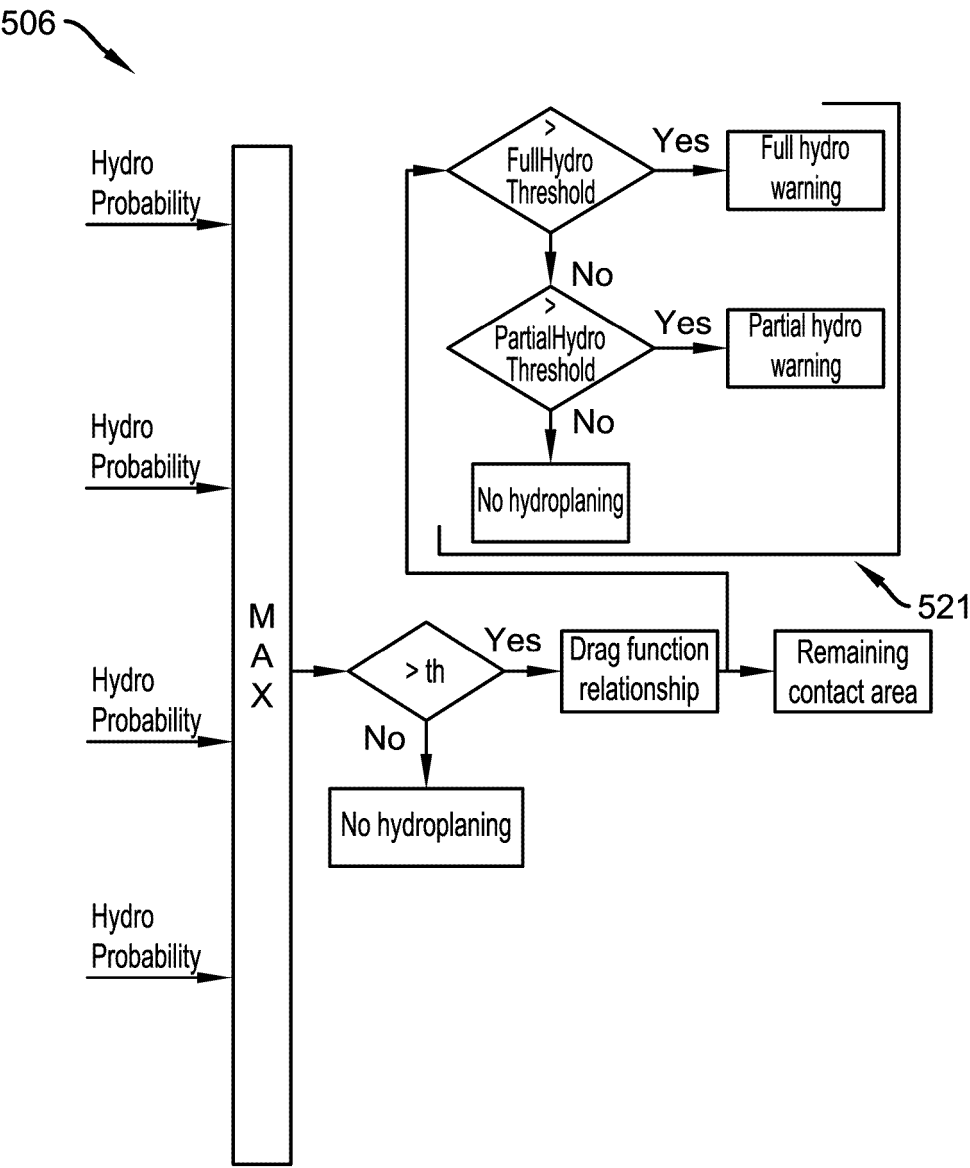 506
Hydro
Probability
Hydro
Probability
Hydro
Probability
Hydro
Probability
M
A
X
> th
Yes
No
No hydroplaning
Drag function
relationship
Remaining
contact area
>
FullHydro
Threshold
Yes
Full hydro
warning
No
>
PartialHydro
Threshold
Yes
Partial hydro
warning
No
No hydroplaning
521